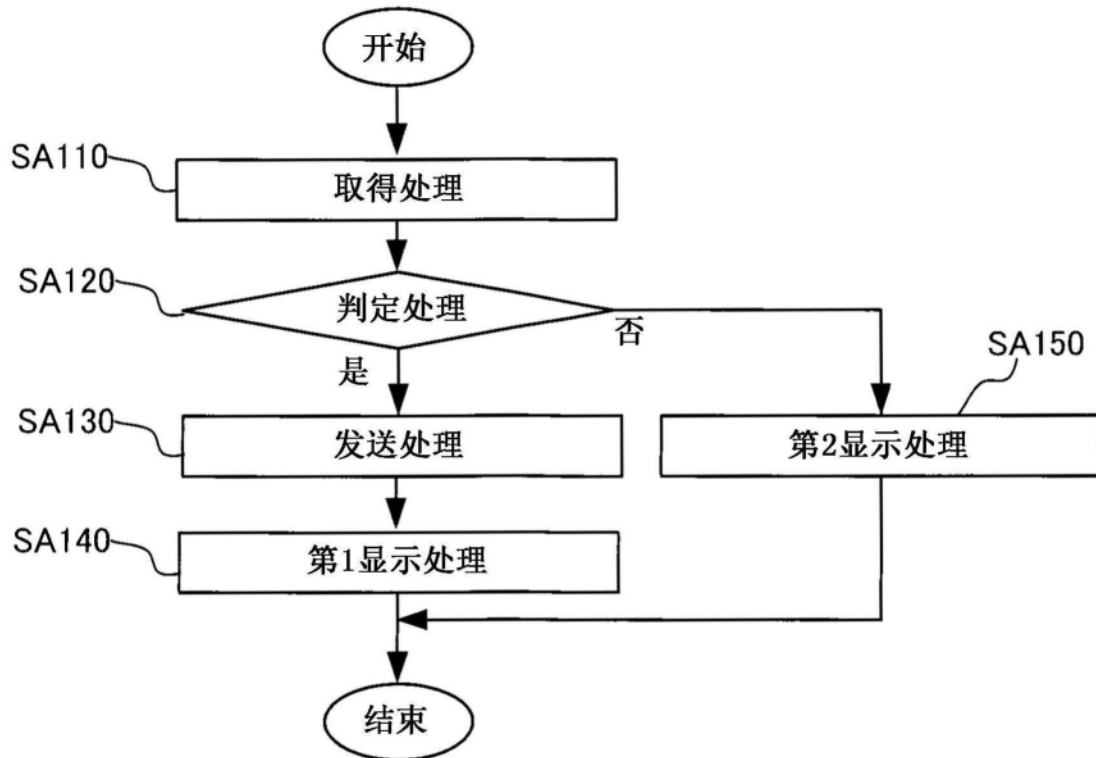 开始
SA110
取得处理
SA120
判定处理
否
是
SA150
SA130
发送处理
第2显示处理
SA140
第1显示处理
结束